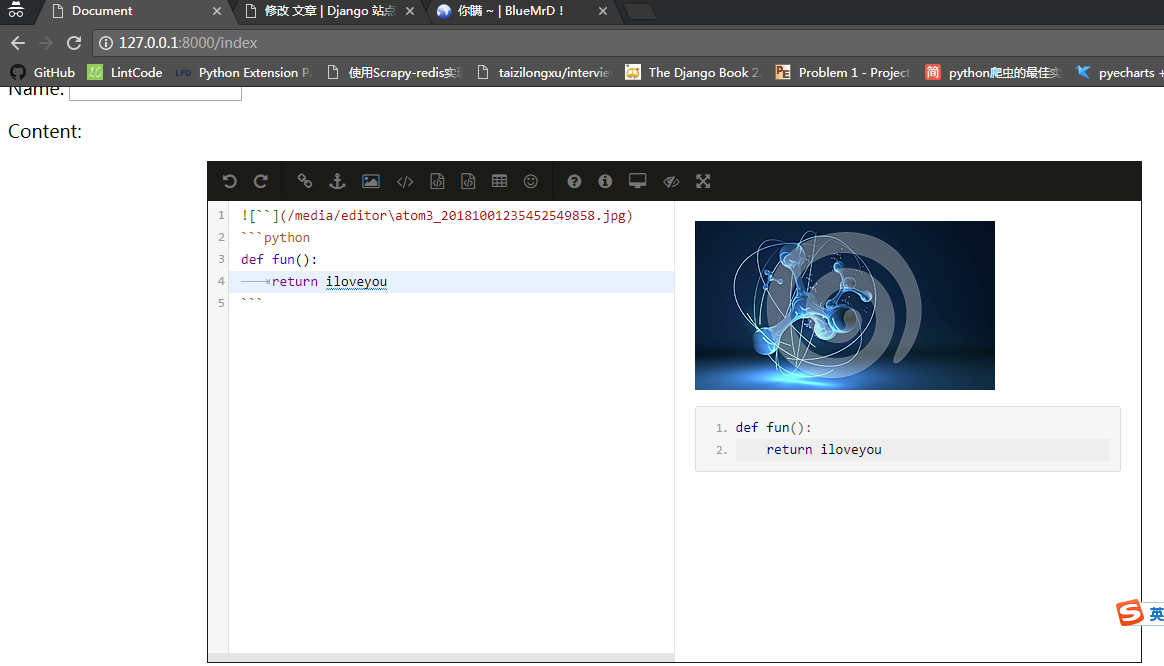 Document
修改 文章 | Django 站点
你瞒 ~ | BlueMrD！
127.0.0.1:8000/index
GitHub
LintCode
LFD Python Extension P
使用Scrapy-redis实
taizilongxu/intervie
The Django Book 2.
PE Problem 1 - Project
简 python爬虫的最佳实
pyecharts +
Name:
Content:
1 ![``](/media/editor\atom3_20181001235452549858.jpg)
2 ```python
3 def fun():
4 return iloveyou
5 ```
1. def fun():
2. return iloveyou
S 英